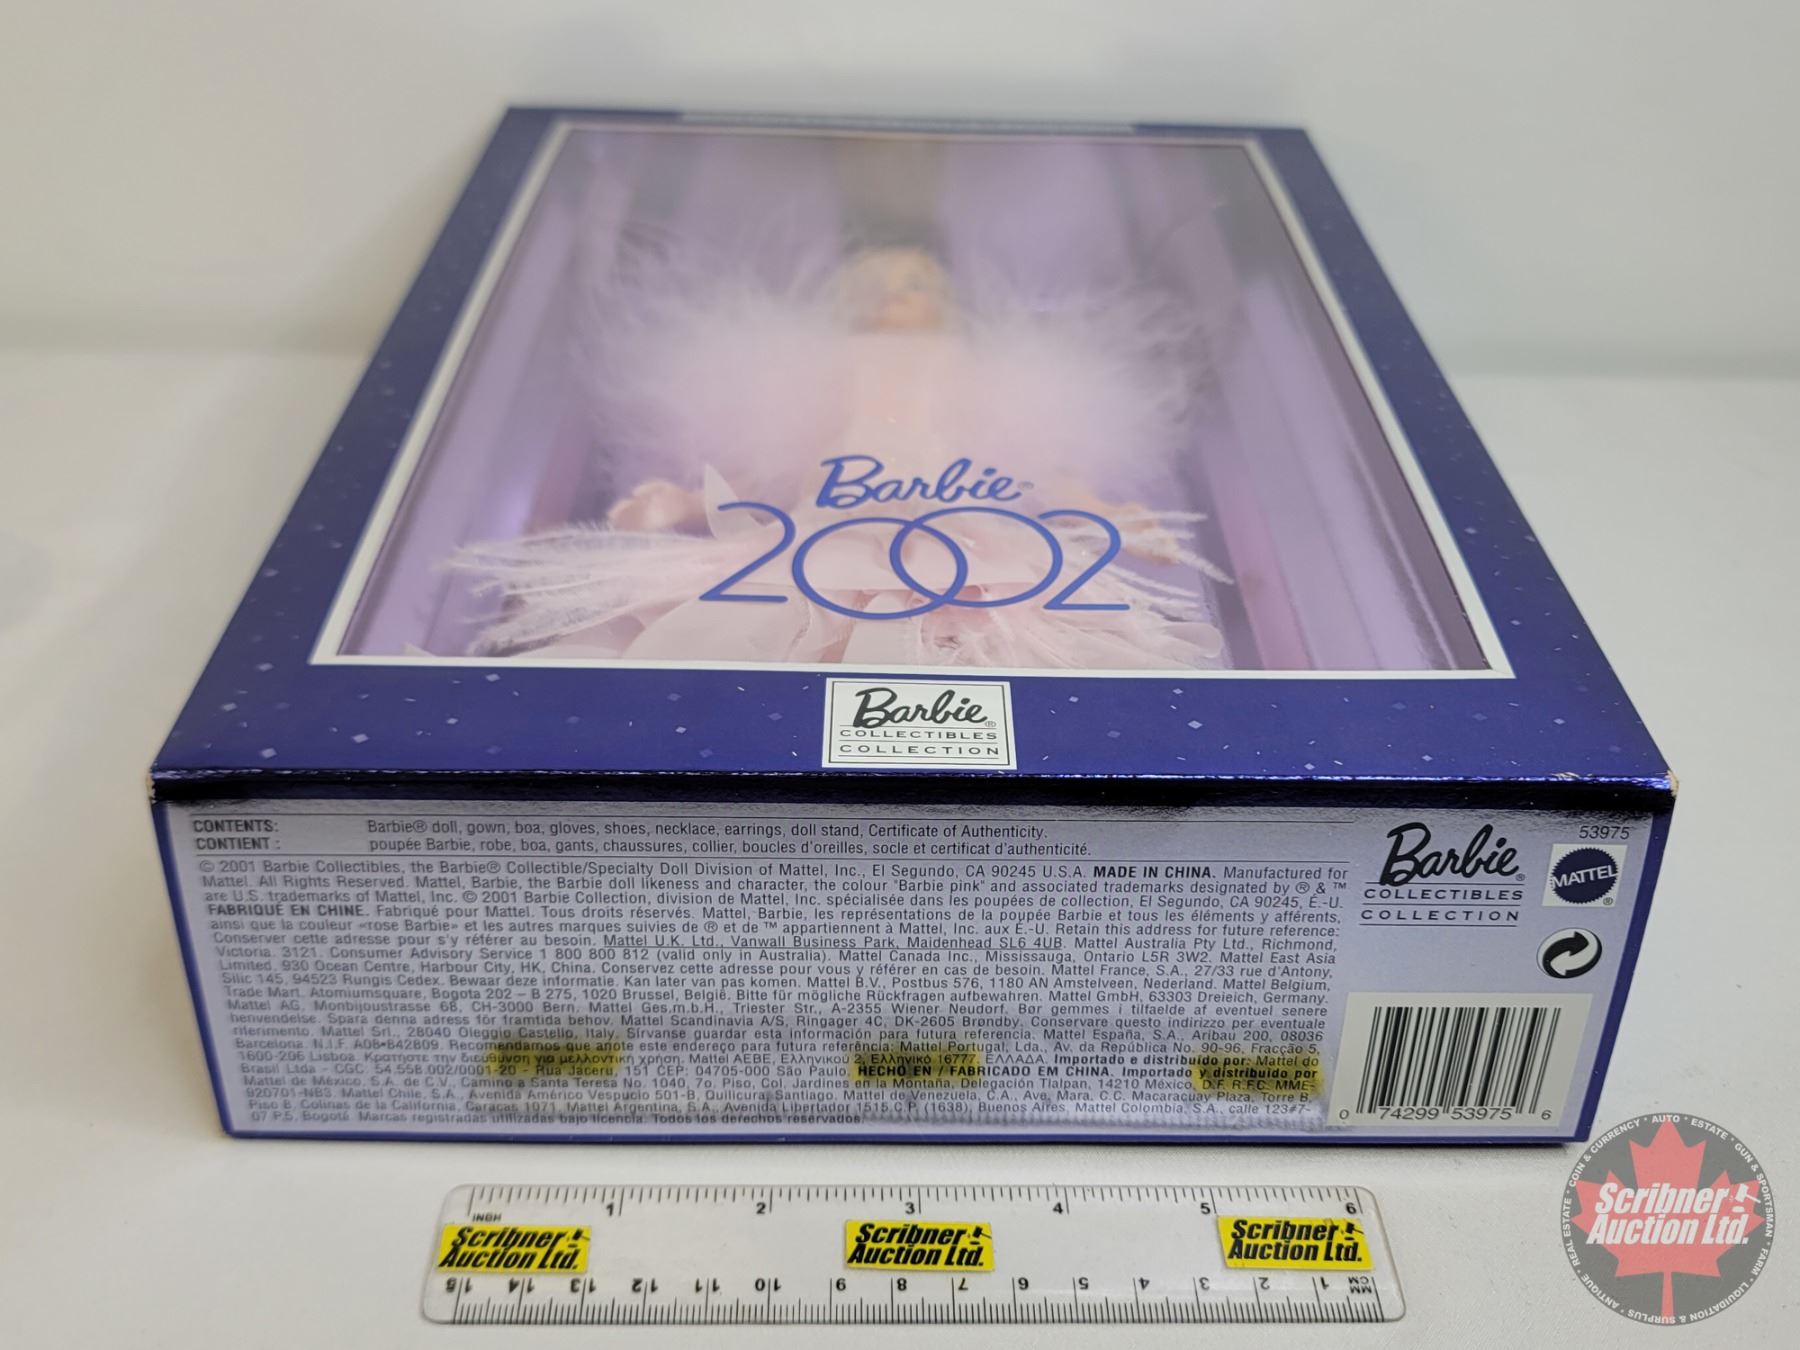 Barbie®
2002
Barbie®
COLLECTIBLES
COLLECTION
CONTENTS: Barbie® doll, gown, boa, gloves, shoes, necklace, earrings, doll stand, Certificate of Authenticity.
CONTIENT : poupée Barbie, robe, boa, gants, chaussures, collier, boucles d'oreilles, socle et certificat d'authenticité.
© 2001 Barbie Collectibles, the Barbie® Collectible/Specialty Doll Division of Mattel, Inc., El Segundo, CA 90245 U.S.A. MADE IN CHINA. Manufactured for
Mattel. All Rights Reserved. Mattel, Barbie, the Barbie doll likeness and character, the colour "Barbie pink" and associated trademarks designated by ® & ™
are U.S. trademarks of Mattel, Inc. © 2001 Barbie Collection, division de Mattel, Inc. spécialisée dans les poupées de collection, El Segundo, CA 90245, É.-U.
FABRIQUÉ EN CHINE. Fabriqué pour Mattel. Tous droits réservés. Mattel, Barbie, les représentations de la poupée Barbie et tous les éléments y afférents,
ainsi que la couleur «rose Barbie» et les autres marques suivies de ® et de ™ appartiennent à Mattel, Inc. aux É.-U. Retain this address for future reference:
Conserver cette adresse pour s'y référer au besoin. Mattel U.K. Ltd., Vanwall Business Park, Maidenhead SL6 4UB. Mattel Australia Pty Ltd., Richmond,
Victoria. 3121. Consumer Advisory Service 1 800 800 812 (valid only in Australia). Mattel Canada Inc., Mississauga, Ontario L5R 3W2. Mattel East Asia
Limited, 930 Ocean Centre, Harbour City, HK, China. Conservez cette adresse pour vous y référer en cas de besoin. Mattel France, S.A., 27/33 rue d'Antony,
Silic 145, 94523 Rungis Cedex. Bewaar deze informatie. Kan later van pas komen. Mattel B.V., Postbus 576, 1180 AN Amstelveen, Nederland. Mattel Belgium,
Trade Mart, Atomiumsquare, Bogota 202 – B 275, 1020 Brussel, België. Bitte für mögliche Rückfragen aufbewahren. Mattel GmbH, 63303 Dreieich, Germany.
Mattel AG, Monbijoustrasse 68, CH-3000 Bern. Mattel Ges.m.b.H., Triester Str., A-2355 Wiener Neudorf. Bør gemmes i tilfælde af eventuel senere
henvendelse. Spara denna adress för framtida behov. Mattel Scandinavia A/S, Ringager 4C, DK-2605 Brøndby. Conservare questo indirizzo per eventuale
riferimento. Mattel Srl., 28040 Oleggio Castello, Italy. Sírvanse guardar esta información para futura referencia. Mattel España, S.A., Aribau 200, 08036
Barcelona. N.I.F. A08•842809. Recomendamos que anote este endereço para futura referência: Mattel Portugal, Lda., Av. da República No. 90-96, Fracção 5,
1600-206 Lisboa. Κρατήστε την διεύθυνση για μελλοντική χρήση. Mattel AEBE, Ελληνικού 2, Ελληνικό 16777, ΕΛΛΑΔΑ. Importado e distribuido por: Mattel do
Brasil Ltda - CGC: 54.558.002/0001-20 - Rua Jaceru, 151 CEP: 04705-000 São Paulo. HECHO EN / FABRICADO EM CHINA. Importado y distribuido por
Mattel de México, S.A. de C.V., Camino a Santa Teresa No. 1040, 7o. Piso, Col. Jardines en la Montaña, Delegación Tlalpan, 14210 México, D.F. R.F.C. MME-
920701-NB3. Mattel Chile, S.A., Avenida Américo Vespucio 501-B, Quilicura, Santiago. Mattel de Venezuela, C.A., Ave. Mara, C.C. Macaracuay Plaza, Torre B,
Piso 8, Colinas de la California, Caracas 1071. Mattel Argentina, S.A., Avenida Libertador 1515 C.P. (1638), Buenos Aires. Mattel Colombia, S.A., calle 123#7-
07 P.5, Bogotá. Marcas registradas utilizadas bajo licencia. Todos los derechos reservados.
Barbie®
COLLECTIBLES
COLLECTION
53975
MATTEL®
0 74299 53975 6
INCH 1 2 3 4 5 6
Scribner Auction Ltd.
Scribner Auction Ltd.
Scribner Auction Ltd.
15 14 13 12 11 10 9 8 7 6 5 4 3 2 1 CM MM
Scribner
Auction Ltd.
COIN & CURRENCY • AUTO • ESTATE • GUN & SPORTSMAN • FARM • LIQUIDATION & SURPLUS • ANTIQUE • REAL ESTATE